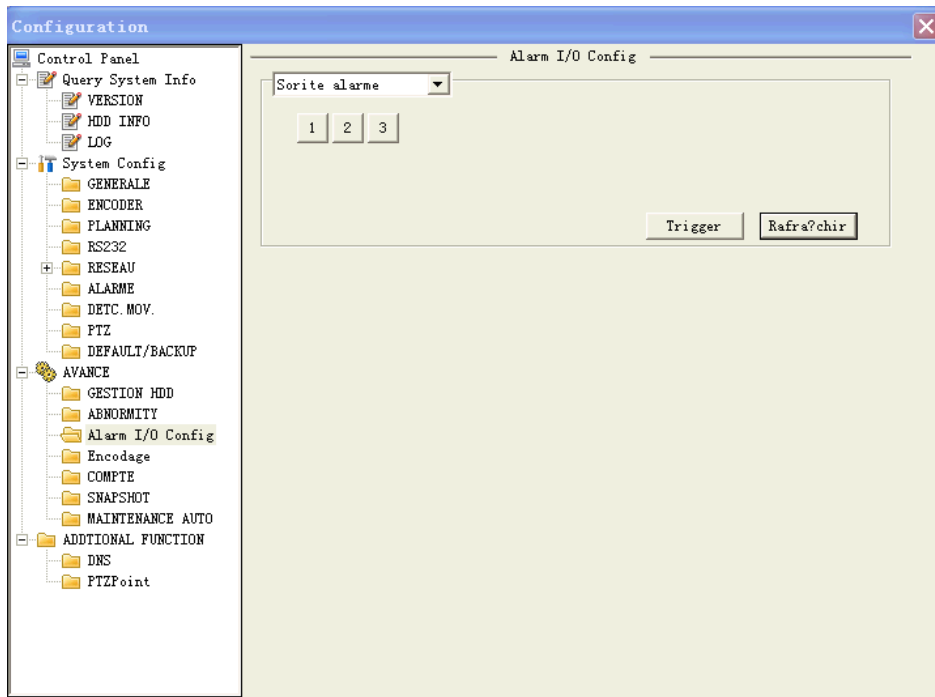 Configuration
Control Panel
Query System Info
VERSION
HDD INFO
LOG
System Config
GENERALE
ENCODER
PLANNING
RS232
RESEAU
ALARME
DETC.MOV.
PTZ
DEFAULT/BACKUP
AVANCE
GESTION HDD
ABNORMITY
Alarm I/O Config
Encodage
COMPTE
SNAPSHOT
MAINTENANCE AUTO
ADDTIONAL FUNCTION
DNS
PTZPoint
Alarm I/O Config
Sorite alarme
1 2 3
Trigger Rafra?chir